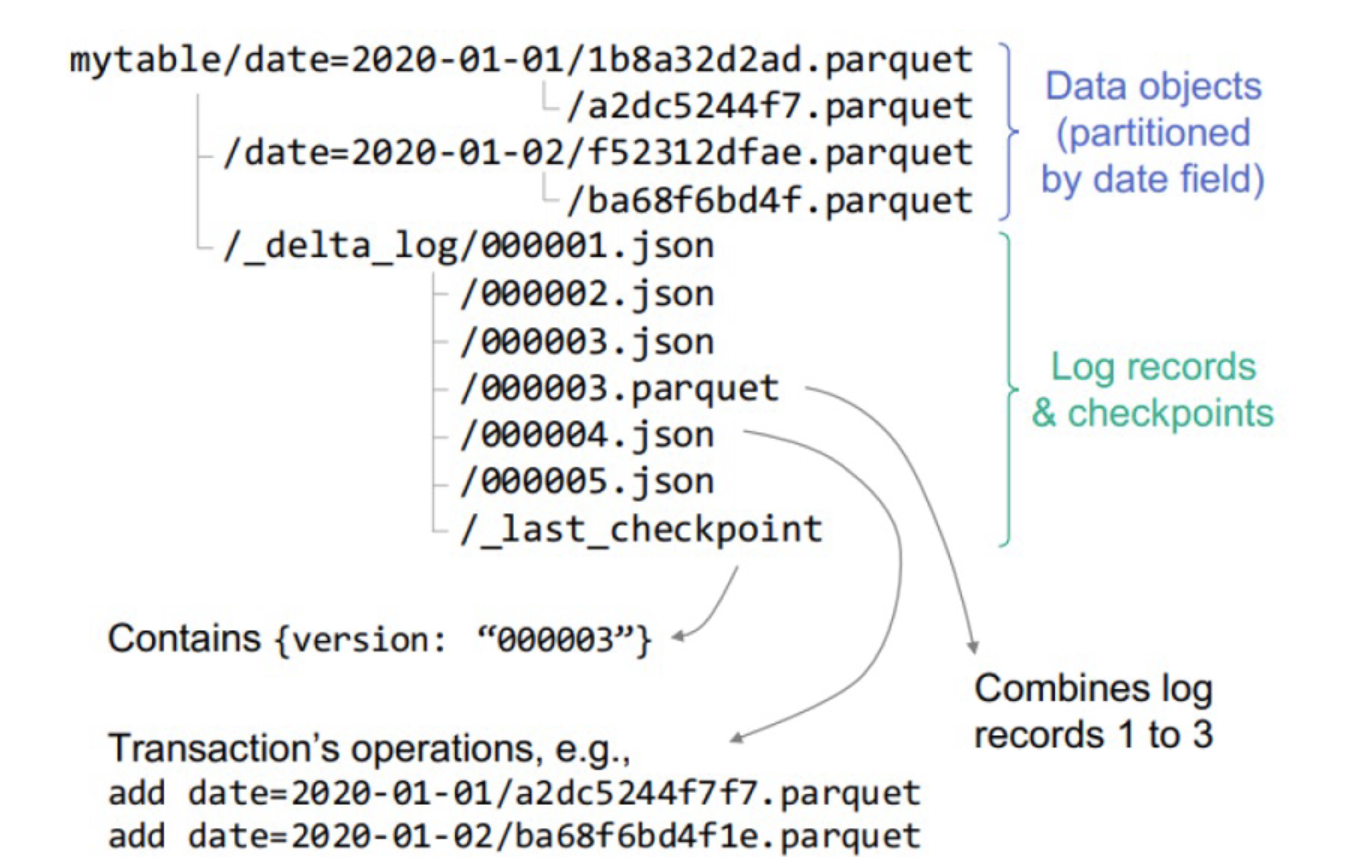 mytable/date=2020-01-01/1b8a32d2ad.parquet
/a2dc5244f7.parquet
/date=2020-01-02/f52312dfae.parquet
/ba68f6bd4f.parquet
/_delta_log/000001.json
/000002.json
/000003.json
/000003.parquet
/000004.json
/000005.json
/_last_checkpoint
Data objects
(partitioned
by date field)
Log records
& checkpoints
Contains {version: “000003”}
Combines log
records 1 to 3
Transaction’s operations, e.g.,
add date=2020-01-01/a2dc5244f7f7.parquet
add date=2020-01-02/ba68f6bd4f1e.parquet